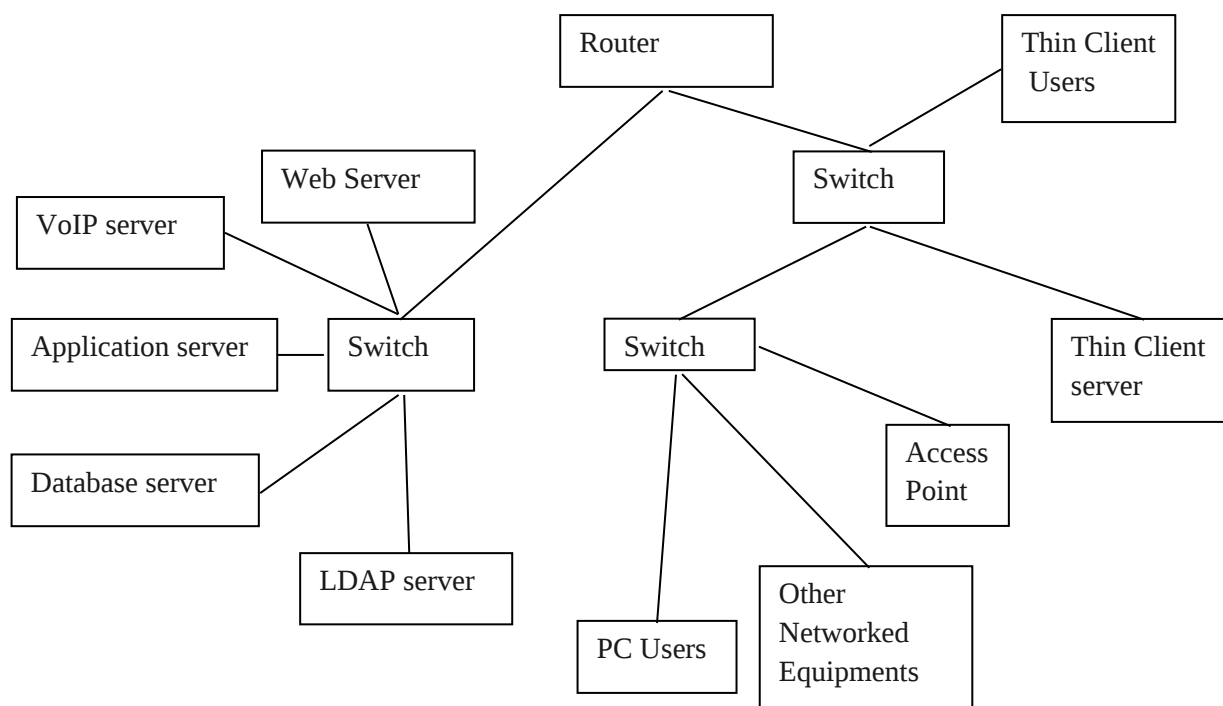 Router
Thin Client
Users
Web Server
Switch
VoIP server
Application server
Switch
Switch
Thin Client
server
Access
Point
Database server
LDAP server
Other
Networked
Equipments
PC Users